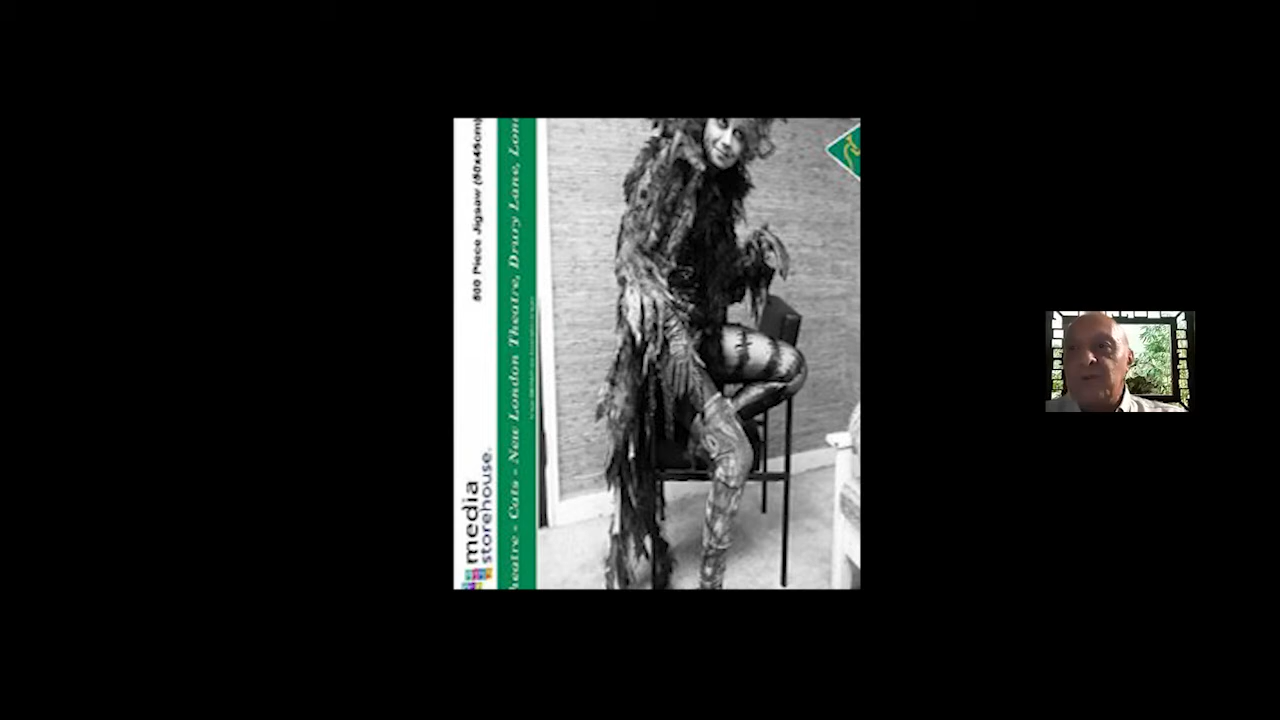 500 Piece Jigsaw (50x45cm)
media
storehouse
heatre - Cats - New London Theatre, Drury Lane, Lon